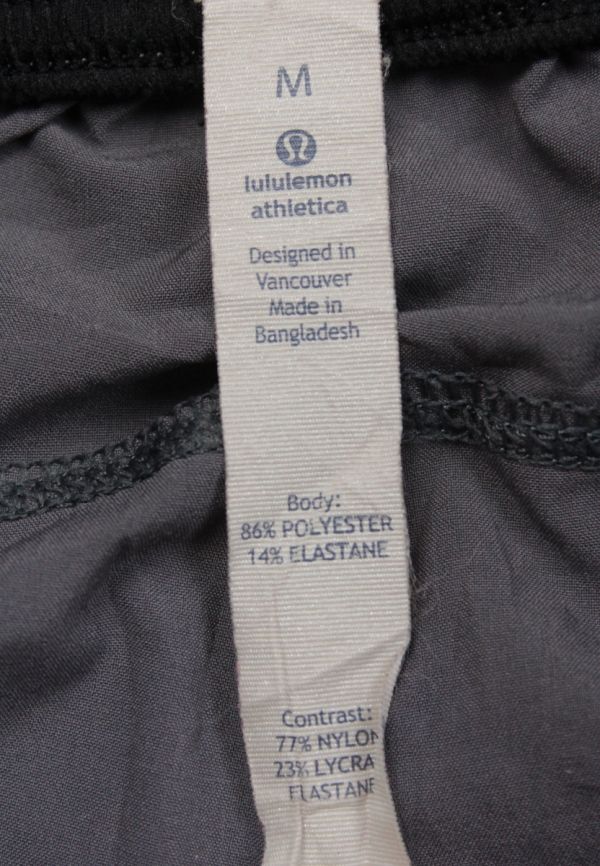 M
lululemon
athletica
Designed in
Vancouver
Made in
Bangladesh
Body:
86% POLYESTER
14% ELASTANE
Contrast:
77% NYLON
23% LYCRA
ELASTANE